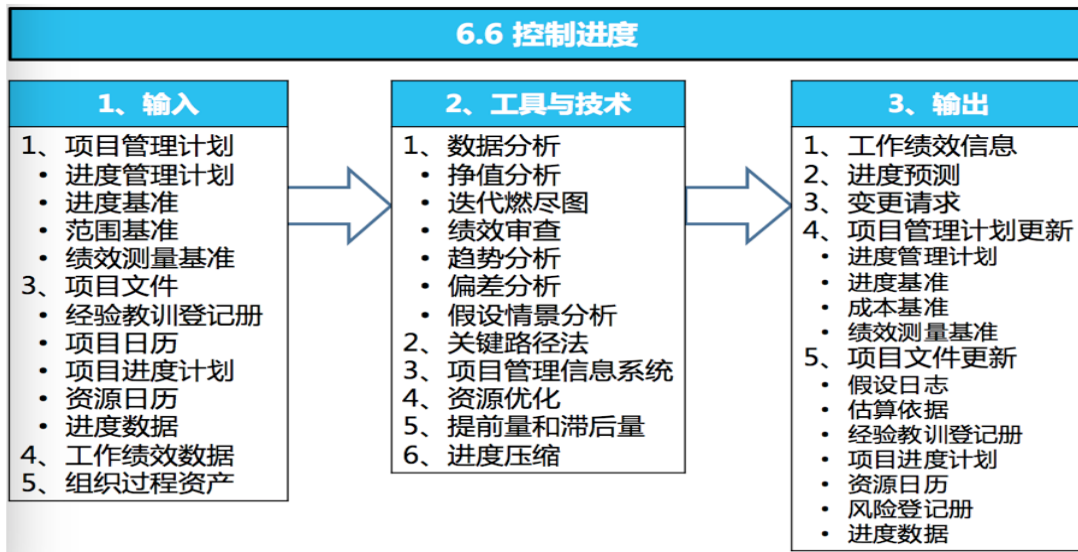 6.6 控制进度
1、输入
1、项目管理计划
• 进度管理计划
• 进度基准
• 范围基准
• 绩效测量基准
3、项目文件
• 经验教训登记册
• 项目日历
• 项目进度计划
• 资源日历
• 进度数据
4、工作绩效数据
5、组织过程资产
2、工具与技术
1、数据分析
• 挣值分析
• 迭代燃尽图
• 绩效审查
• 趋势分析
• 偏差分析
• 假设情景分析
2、关键路径法
3、项目管理信息系统
4、资源优化
5、提前量和滞后量
6、进度压缩
3、输出
1、工作绩效信息
2、进度预测
3、变更请求
4、项目管理计划更新
• 进度管理计划
• 进度基准
• 成本基准
• 绩效测量基准
5、项目文件更新
• 假设日志
• 估算依据
• 经验教训登记册
• 项目进度计划
• 资源日历
• 风险登记册
• 进度数据